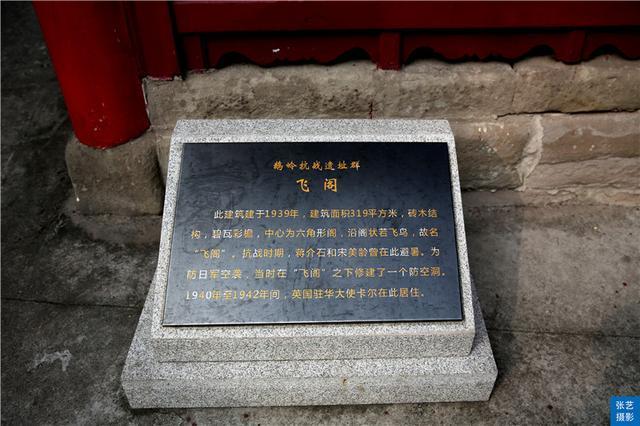 鹅岭抗战遗址群
飞阁
此建筑建于1939年，建筑面积319平方米，砖木结
构，碧瓦彩檐，中心为六角形阁，沿阁状若飞鸟，故名
“飞阁”。抗战时期，蒋介石和宋美龄曾在此避暑。为
防日军空袭，当时在“飞阁”之下修建了一个防空洞。
1940年至1942年间，英国驻华大使卡尔在此居住。
张艺
摄影